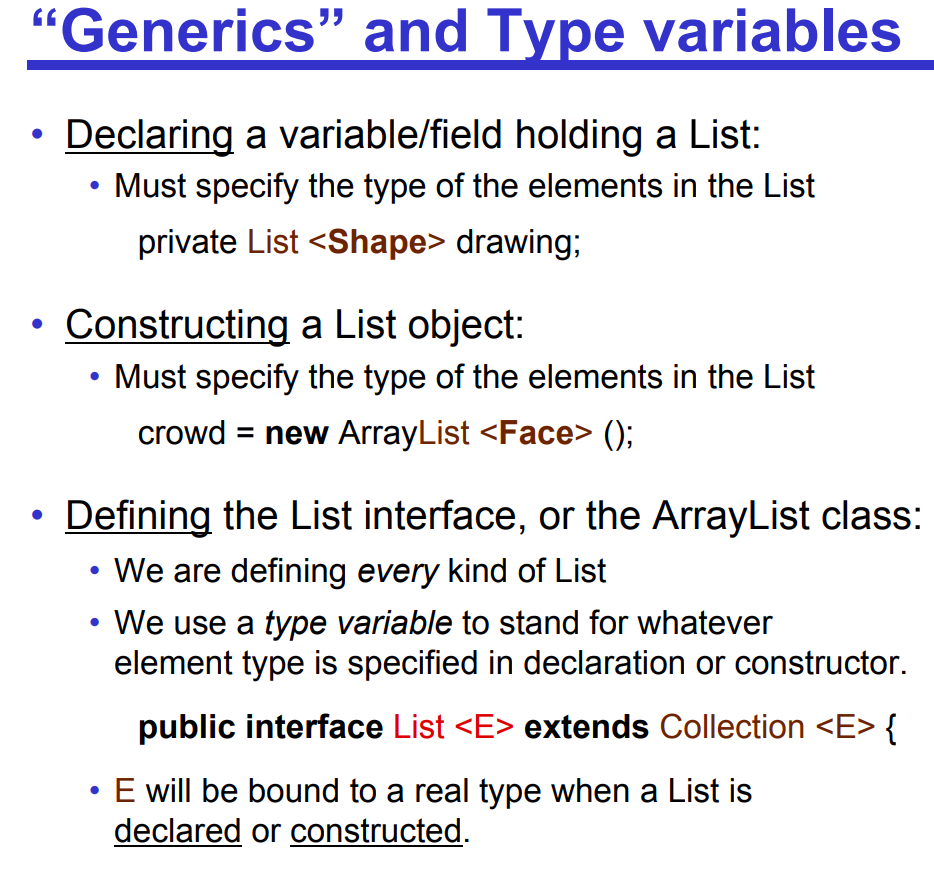 “Generics” and Type variables
• Declaring a variable/field holding a List:
• Must specify the type of the elements in the List
private List <Shape> drawing;
• Constructing a List object:
• Must specify the type of the elements in the List
crowd = new ArrayList <Face> ();
• Defining the List interface, or the ArrayList class:
• We are defining every kind of List
• We use a type variable to stand for whatever
element type is specified in declaration or constructor.
public interface List <E> extends Collection <E> {
• E will be bound to a real type when a List is
declared or constructed.